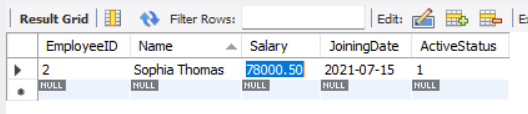 Result Grid Filter Rows: Edit:
EmployeeID Name Salary JoiningDate ActiveStatus
2 Sophia Thomas 78000.50 2021-07-15 1
NULL NULL NULL NULL NULL